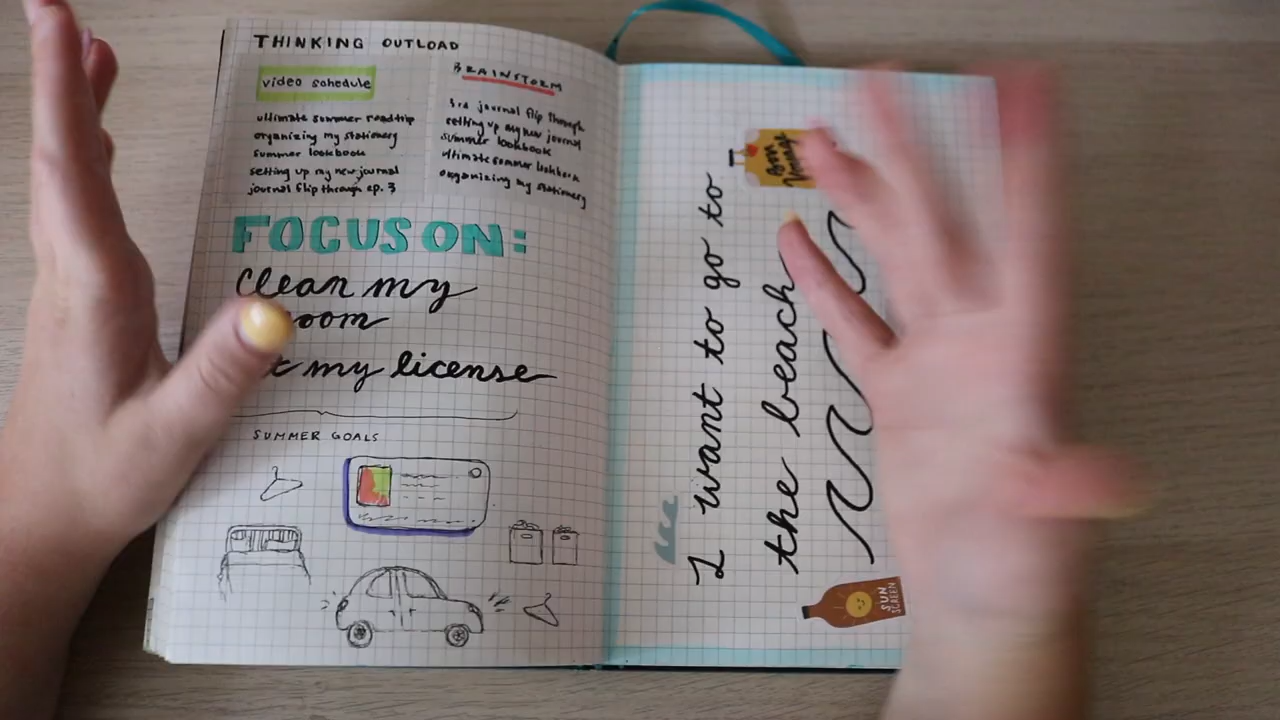 THINKING OUTLOAD
video schedule
ultimate summer roadtrip
organizing my stationery
summer lookbook
setting up my new journal
journal flip through ep. 3
BRAINSTORM
3rd journal flip through
setting up my new journal
summer lookbook
ultimate summer lookbook
organizing my stationery
FOCUS ON:
clean my
room
my license
SUMMER GOALS
I want to go to
the beach
Bon
Voyage
SUN
SCREEN